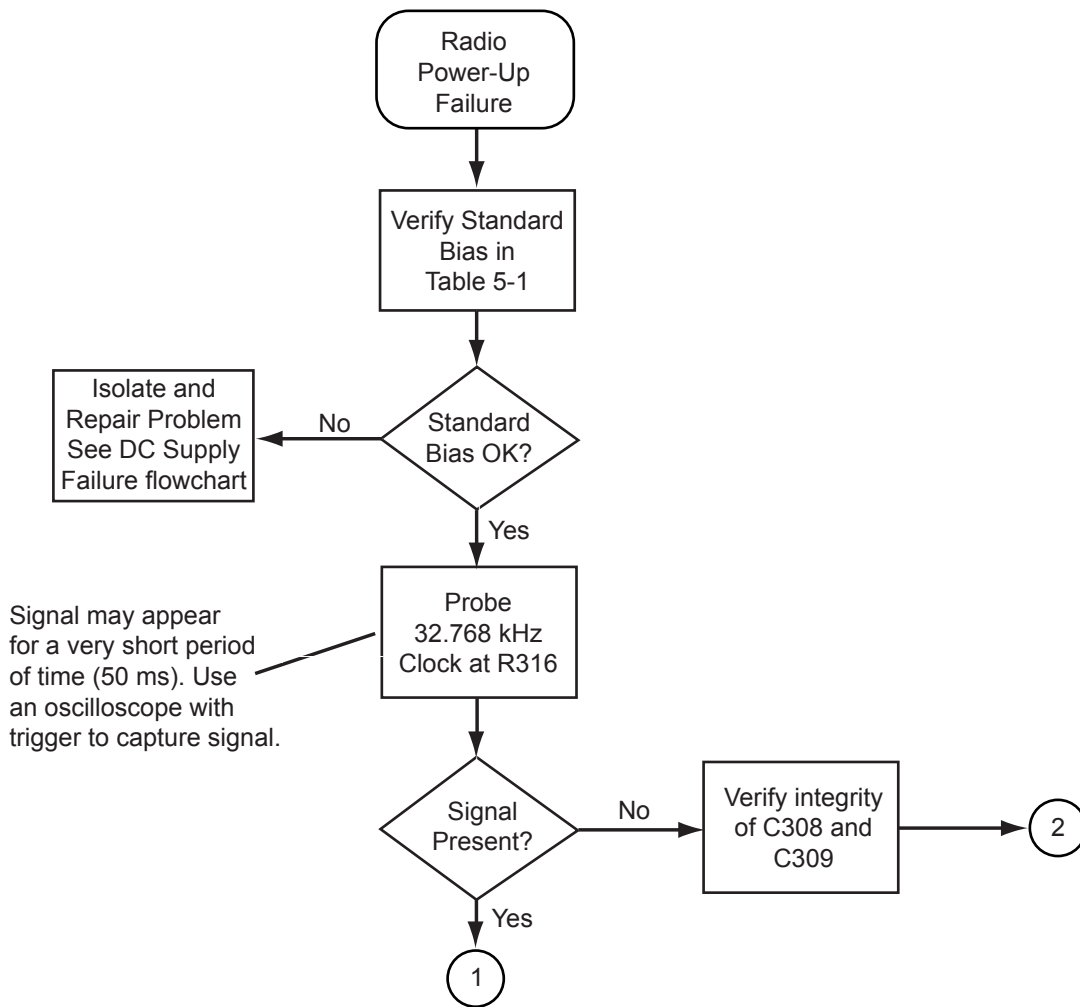 Radio
Power-Up
Failure
Verify Standard
Bias in
Table 5-1
Isolate and
Repair Problem
See DC Supply
Failure flowchart
No
Standard
Bias OK?
Yes
Signal may appear
for a very short period
of time (50 ms). Use
an oscilloscope with
trigger to capture signal.
Probe
32.768 kHz
Clock at R316
Signal
Present?
No
Verify integrity
of C308 and
C309
2
Yes
1